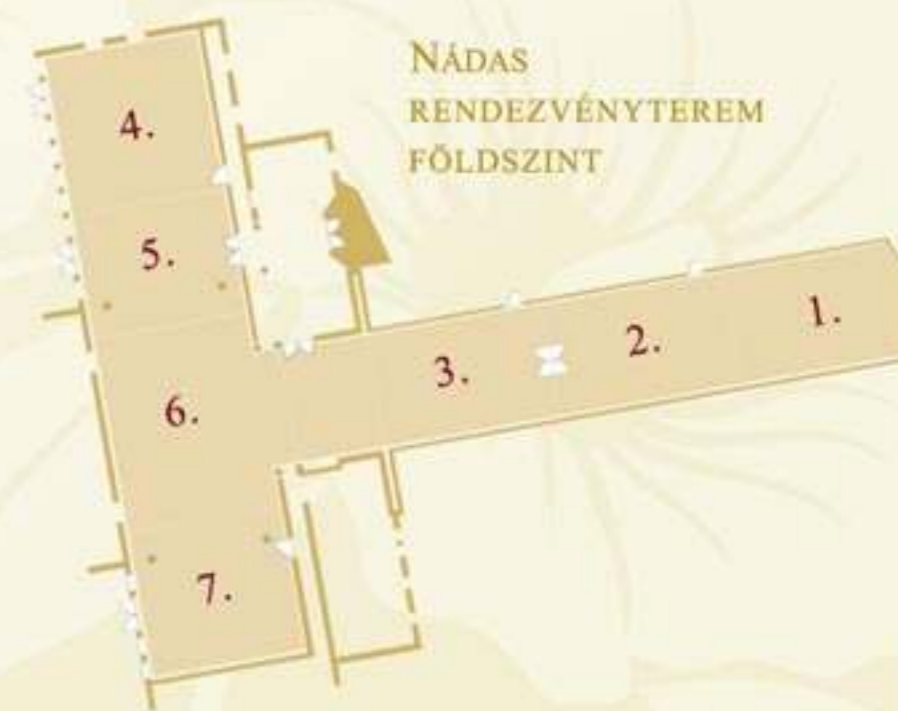 NÁDAS
RENDEZVÉNYTEREM
FÖLDSZINT
4.
5.
1.
2.
3.
6.
7.